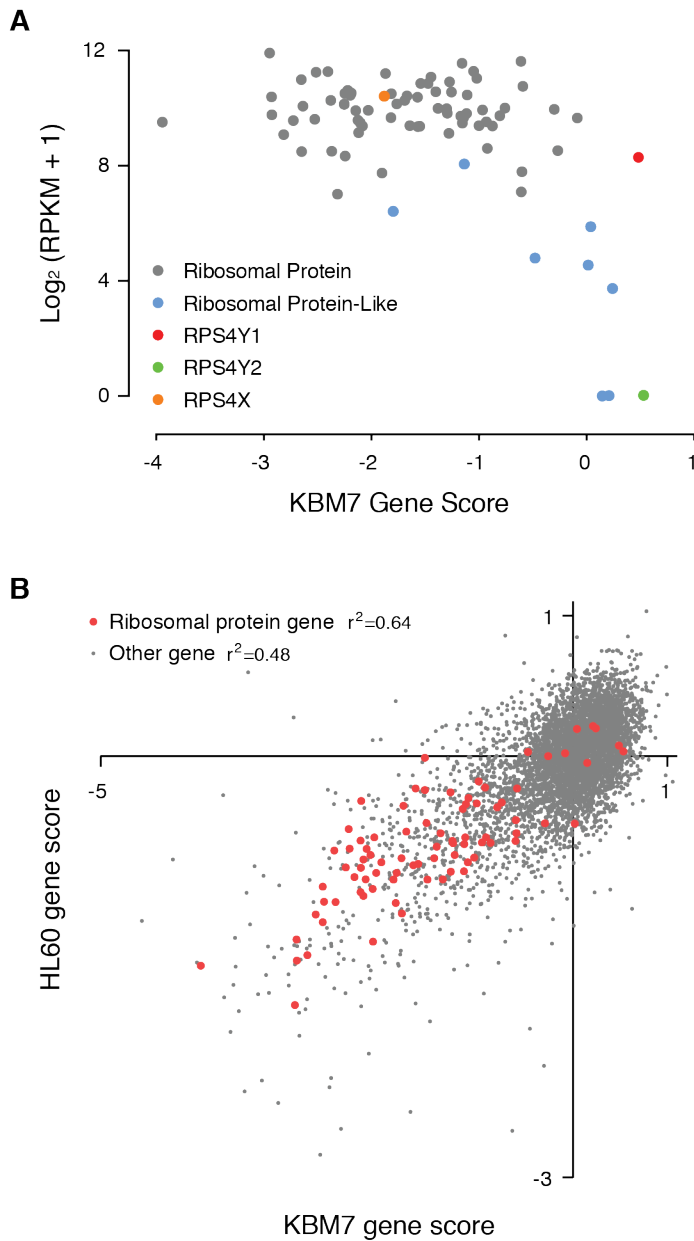 A
12
8
4
0
Log2 (RPKM + 1)
Ribosomal Protein
Ribosomal Protein-Like
RPS4Y1
RPS4Y2
RPS4X
-4 -3 -2 -1 0 1
KBM7 Gene Score
B
Ribosomal protein gene r²=0.64
Other gene r²=0.48
1
-5 1
HL60 gene score
-3
KBM7 gene score